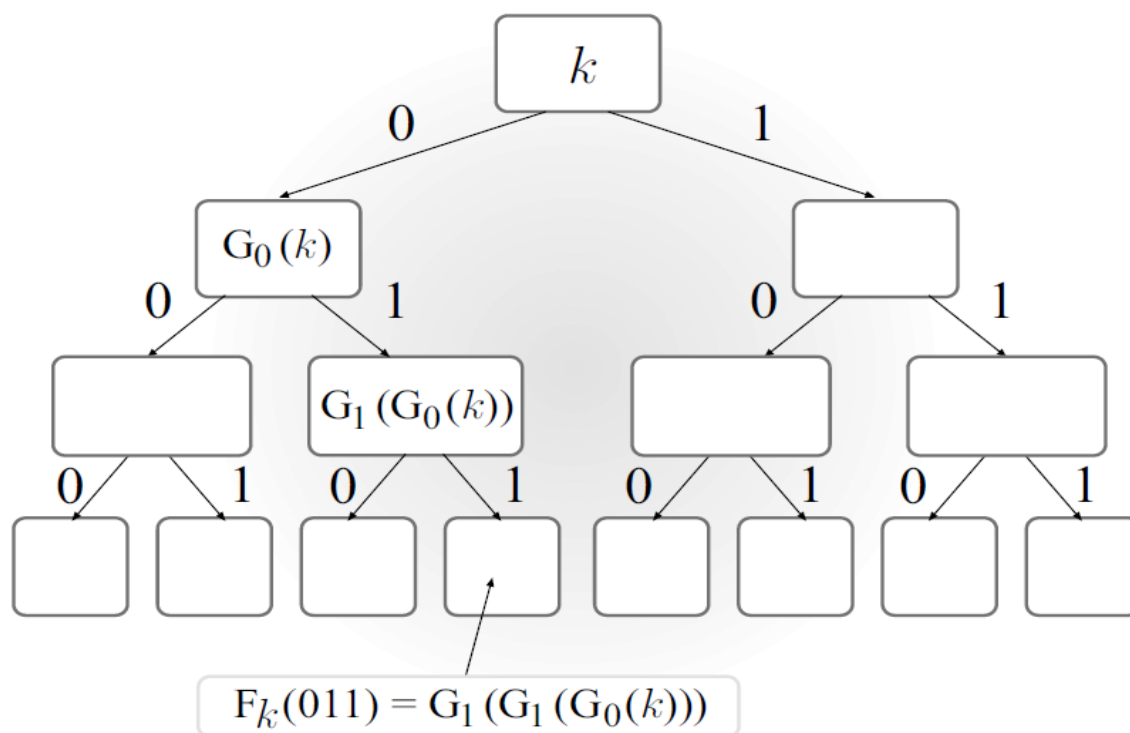 k
0 1
G₀(k)
0 1 0 1
G₁(G₀(k))
0 1 0 1 0 1 0 1
Fₖ(011) = G₁(G₁(G₀(k)))